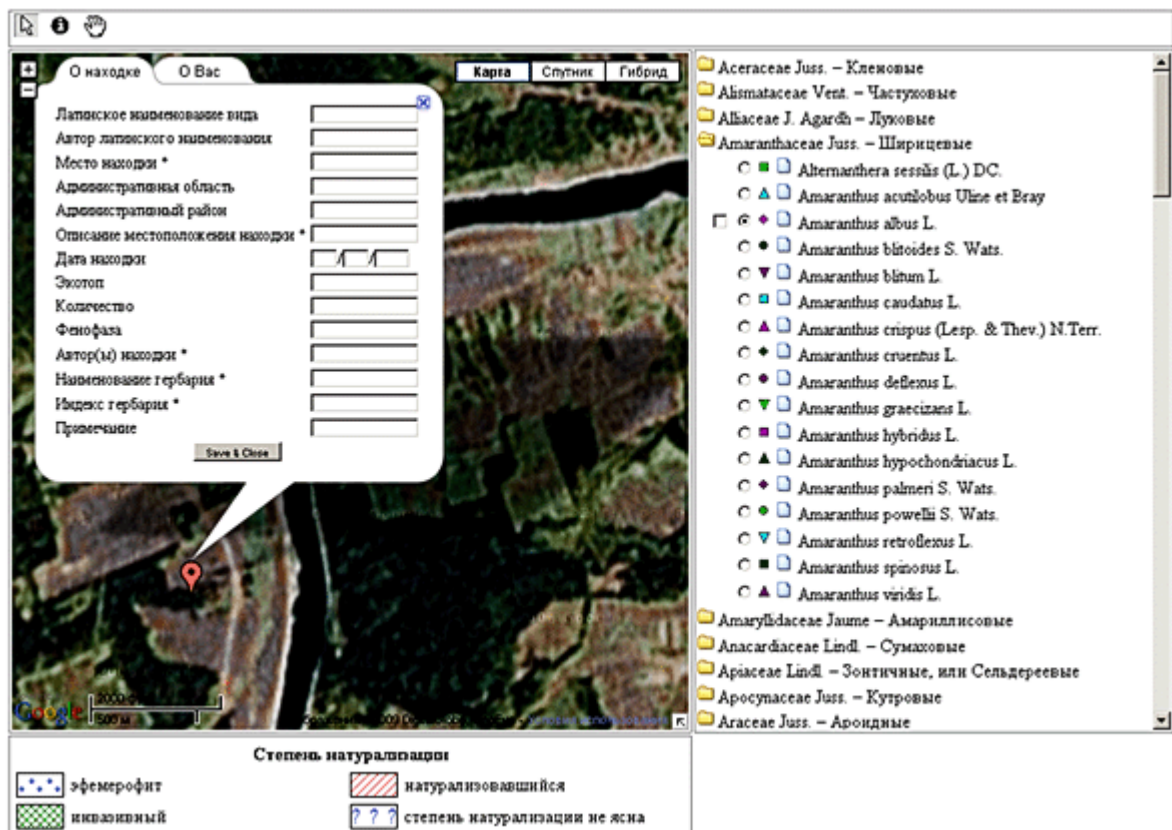 О находке
О Вас
Карта
Спутник
Гибрид
Латинское наименование вида
Автор латинского наименования
Место находки *
Административная область
Административный район
Описание местоположения находки *
Дата находки / /
Экотоп
Количество
Фенофаза
Автор(ы) находки *
Наименование гербария *
Индекс гербария *
Примечание
Save & Close
Google
500 м
Aceraceae Juss. – Кленовые
Alismataceae Vent. – Частуховые
Alliaceae J. Agardh – Луковые
Amaranthaceae Juss. – Ширицевые
Alternanthera sessilis (L.) DC.
Amaranthus acutilobus Uline et Bray
Amaranthus albus L.
Amaranthus blitoides S. Wats.
Amaranthus blitum L.
Amaranthus caudatus L.
Amaranthus crispus (Lesp. & Thev.) N.Terr.
Amaranthus cruentus L.
Amaranthus deflexus L.
Amaranthus graecizans L.
Amaranthus hybridus L.
Amaranthus hypochondriacus L.
Amaranthus palmeri S. Wats.
Amaranthus powellii S. Wats.
Amaranthus retroflexus L.
Amaranthus spinosus L.
Amaranthus viridis L.
Amaryllidaceae Jaume – Амариллисовые
Anacardiaceae Lindl. – Сумаховые
Apiaceae Lindl. – Зонтичные, или Сельдереевые
Apocynaceae Juss. – Кутровые
Araceae Juss. – Ароидные
Степень натурализации
эфемерофит
натурализовавшийся
инвазивный
? ? ? степень натурализации не ясна